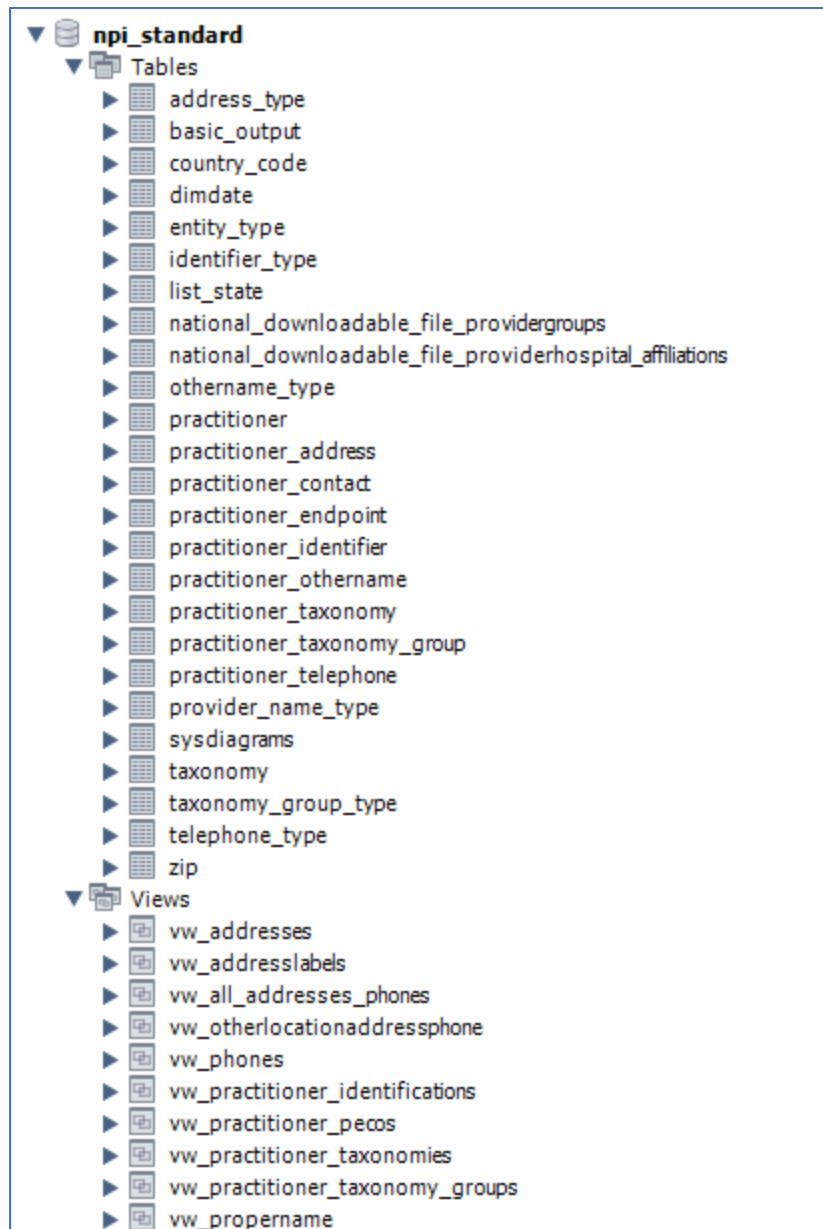 npi_standard
Tables
address_type
basic_output
country_code
dimdate
entity_type
identifier_type
list_state
national_downloadable_file_providergroups
national_downloadable_file_providerhospital_affiliations
othername_type
practitioner
practitioner_address
practitioner_contact
practitioner_endpoint
practitioner_identifier
practitioner_othername
practitioner_taxonomy
practitioner_taxonomy_group
practitioner_telephone
provider_name_type
sysdiagrams
taxonomy
taxonomy_group_type
telephone_type
zip
Views
vw_addresses
vw_addresslabels
vw_all_addresses_phones
vw_otherlocationaddressphone
vw_phones
vw_practitioner_identifications
vw_practitioner_pecos
vw_practitioner_taxonomies
vw_practitioner_taxonomy_groups
vw_propername